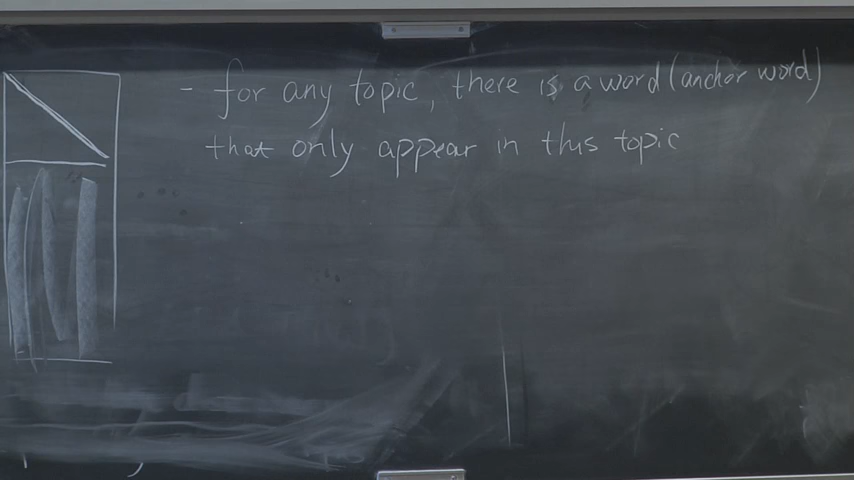 - for any topic, there is a word (anchor word)
that only appear in this topic